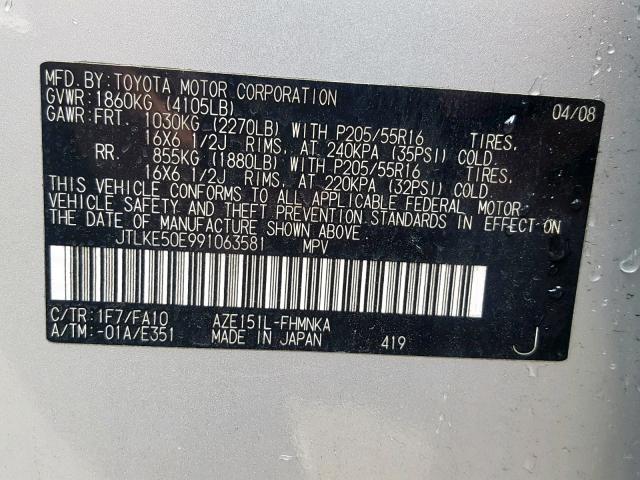 MFD. BY: TOYOTA MOTOR CORPORATION 04/08
GVWR: 1860KG (4105LB)
GAWR: FRT. 1030KG (2270LB) WITH P205/55R16 TIRES,
16X6 1/2J RIMS, AT 240KPA (35PSI) COLD.
RR. 855KG (1880LB) WITH P205/55R16 TIRES,
16X6 1/2J RIMS, AT 220KPA (32PSI) COLD.
THIS VEHICLE CONFORMS TO ALL APPLICABLE FEDERAL MOTOR
VEHICLE SAFETY AND THEFT PREVENTION STANDARDS IN EFFECT ON
THE DATE OF MANUFACTURE SHOWN ABOVE.
JTLKE50E991063581 MPV
C/TR: 1F7/FA10 AZE151L-FHMNKA
A/TM: -01A/E351 MADE IN JAPAN 419 J